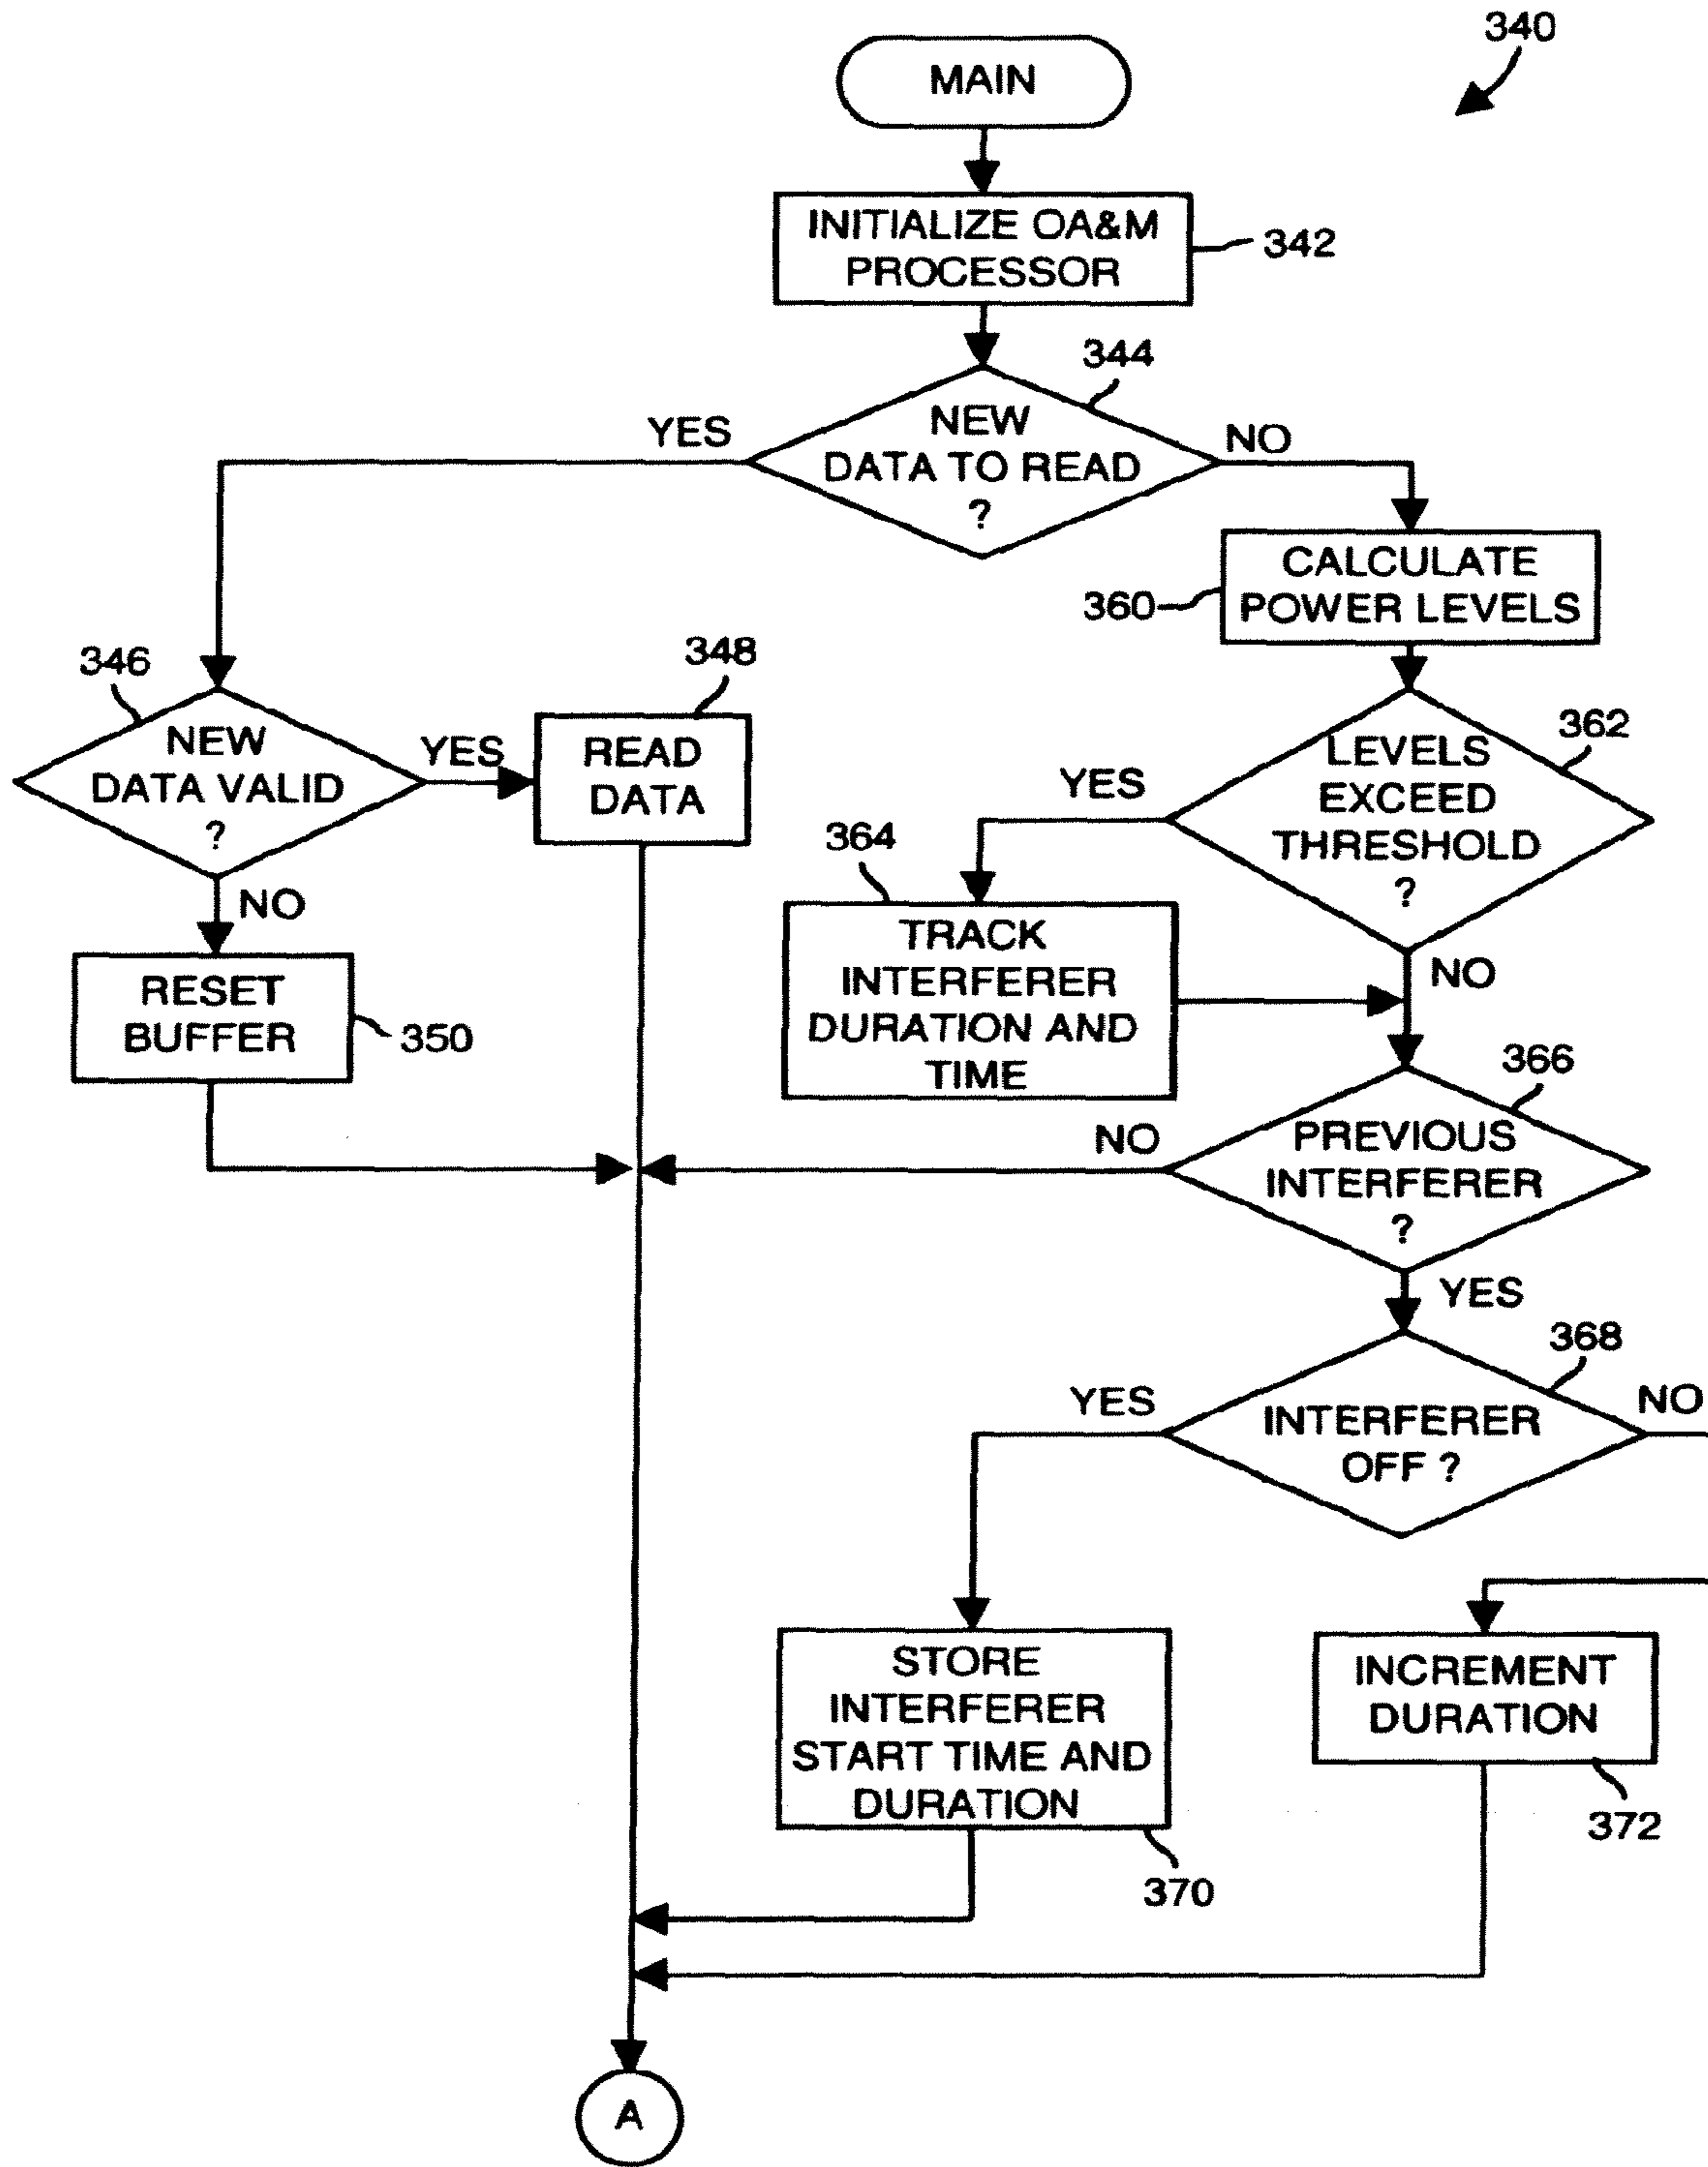 340
MAIN
INITIALIZE OA&M
PROCESSOR
342
344
YES
NEW
DATA TO READ
?
NO
CALCULATE
POWER LEVELS
360
346
NEW
DATA VALID
?
YES
348
READ
DATA
362
LEVELS
EXCEED
THRESHOLD
?
YES
364
TRACK
INTERFERER
DURATION AND
TIME
NO
NO
RESET
BUFFER
350
366
PREVIOUS
INTERFERER
?
NO
YES
368
INTERFERER
OFF ?
YES
NO
STORE
INTERFERER
START TIME AND
DURATION
370
INCREMENT
DURATION
372
A